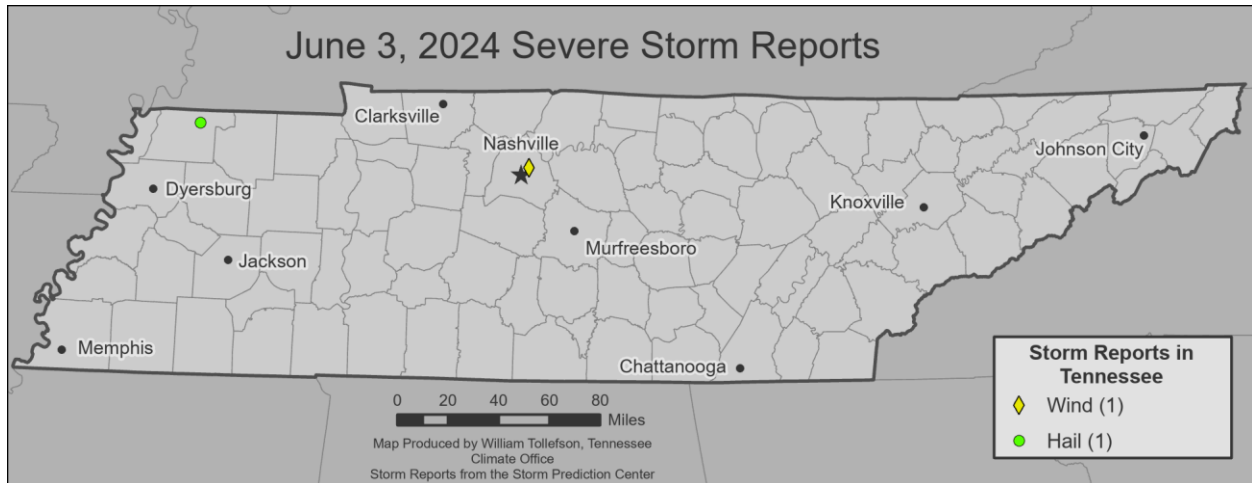 June 3, 2024 Severe Storm Reports
Clarksville
Nashville
Johnson City
Dyersburg
Knoxville
Murfreesboro
Jackson
Memphis
Chattanooga
0 20 40 60 80
Miles
Map Produced by William Tollefson, Tennessee
Climate Office
Storm Reports from the Storm Prediction Center
Storm Reports in
Tennessee
Wind (1)
Hail (1)